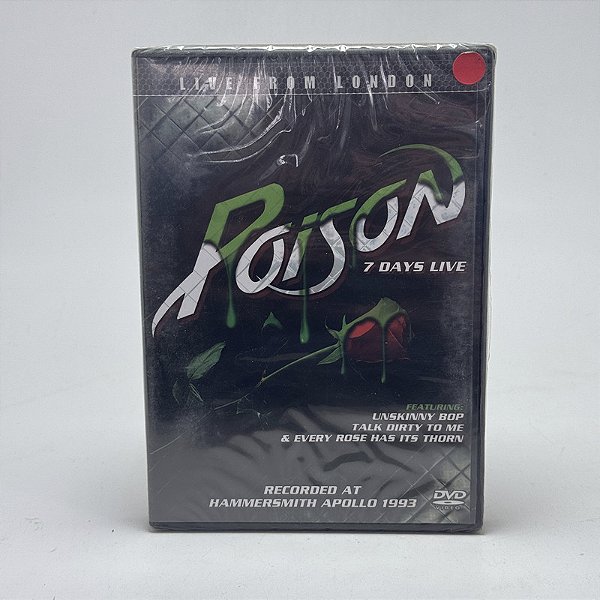 LIVE FROM LONDON
POISON
7 DAYS LIVE
FEATURING:
UNSKINNY BOP
TALK DIRTY TO ME
& EVERY ROSE HAS ITS THORN
RECORDED AT
HAMMERSMITH APOLLO 1993
DVD
VIDEO